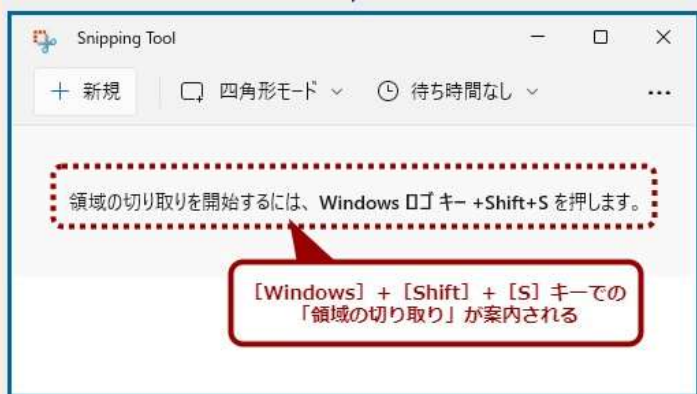 Snipping Tool
新規 四角形モード 待ち時間なし
領域の切り取りを開始するには、Windows ロゴ キー +Shift+S を押します。
［Windows］+［Shift］+［S］キーでの
「領域の切り取り」が案内される